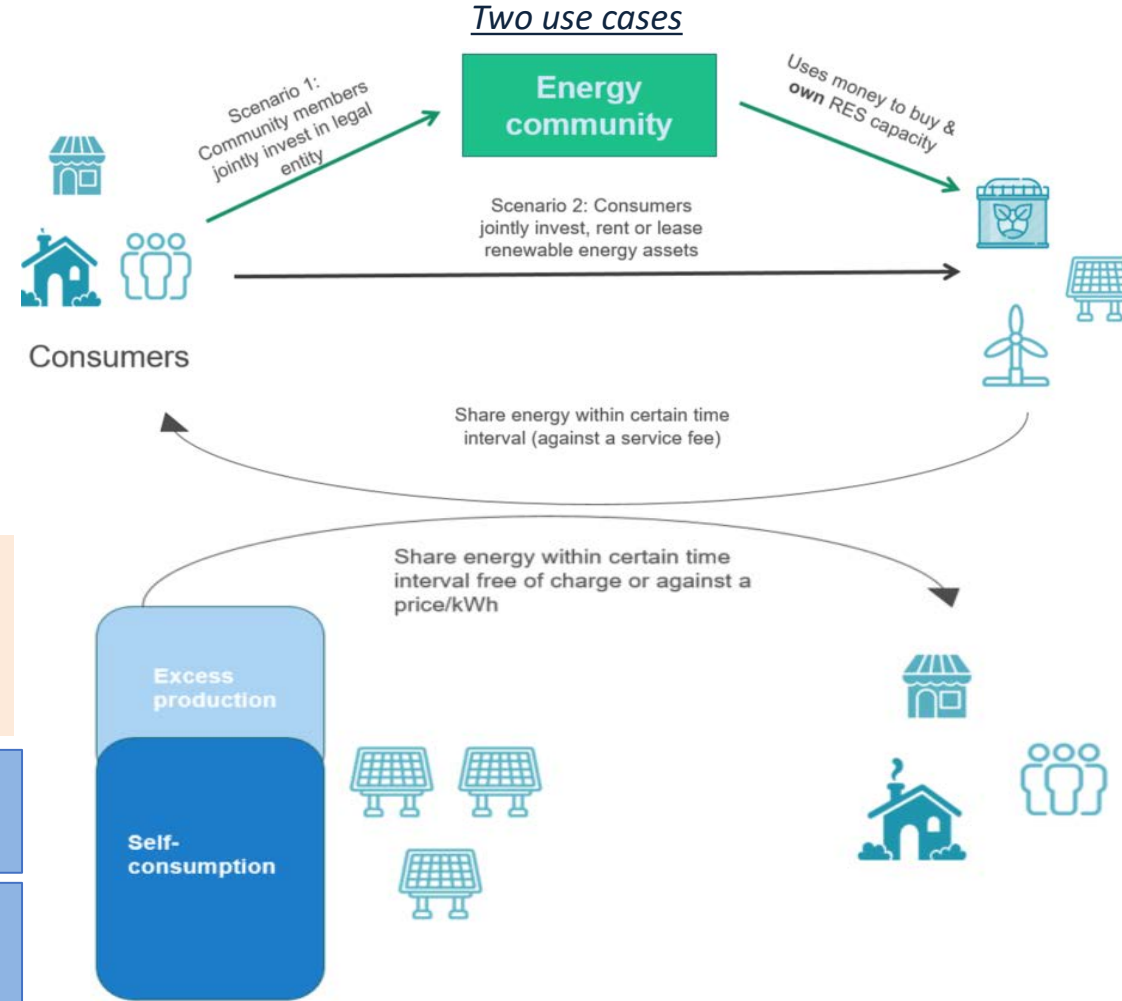 Two use cases
Scenario 1:
Community members
jointly invest in legal
entity
Energy
community
Uses money to buy &
own RES capacity
Scenario 2: Consumers
jointly invest, rent or lease
renewable energy assets
Consumers
Share energy within certain time
interval (against a service fee)
Share energy within certain time
interval free of charge or against a
price/kWh
Excess
production
Self-
consumption